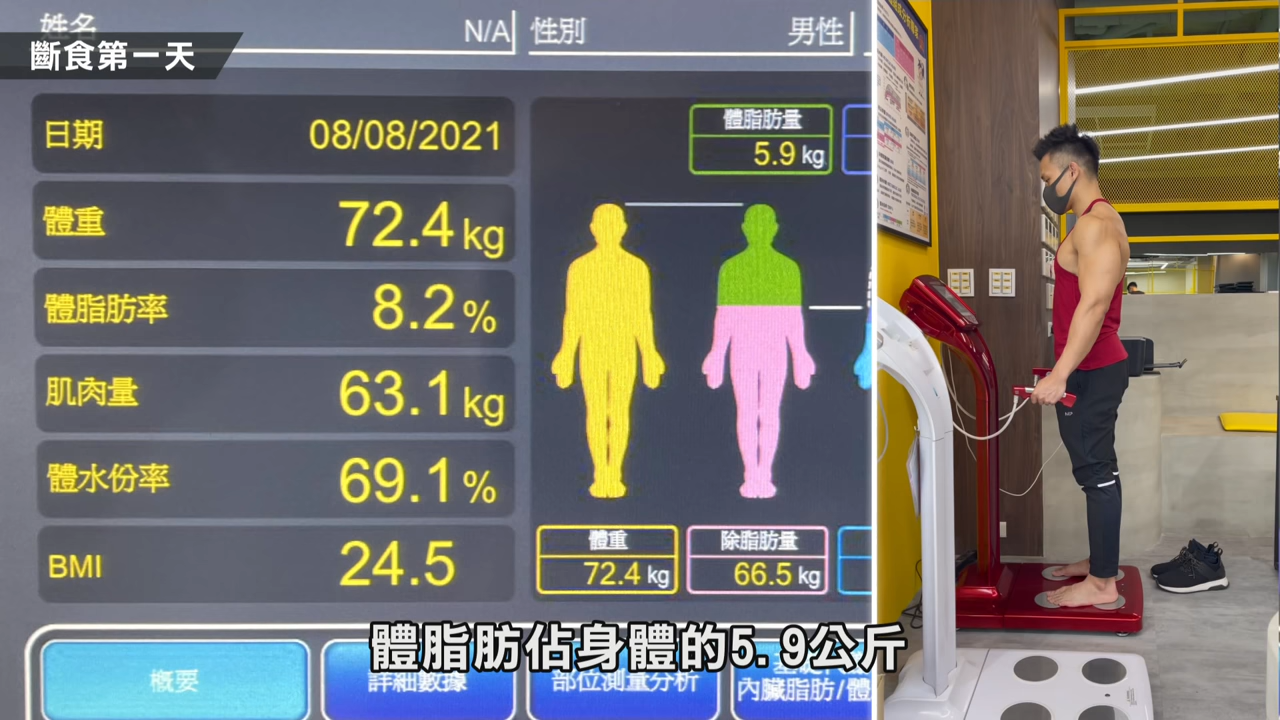 姓名
N/A
性別
男性
斷食第一天
日期
08/08/2021
體重
72.4 kg
體脂肪率
8.2 %
肌肉量
63.1 kg
體水份率
69.1 %
BMI
24.5
體脂肪量
5.9 kg
體重
72.4 kg
除脂肪量
66.5 kg
體脂肪佔身體的5.9公斤
概要
詳細數據
部位測量分析
內臟脂肪/體